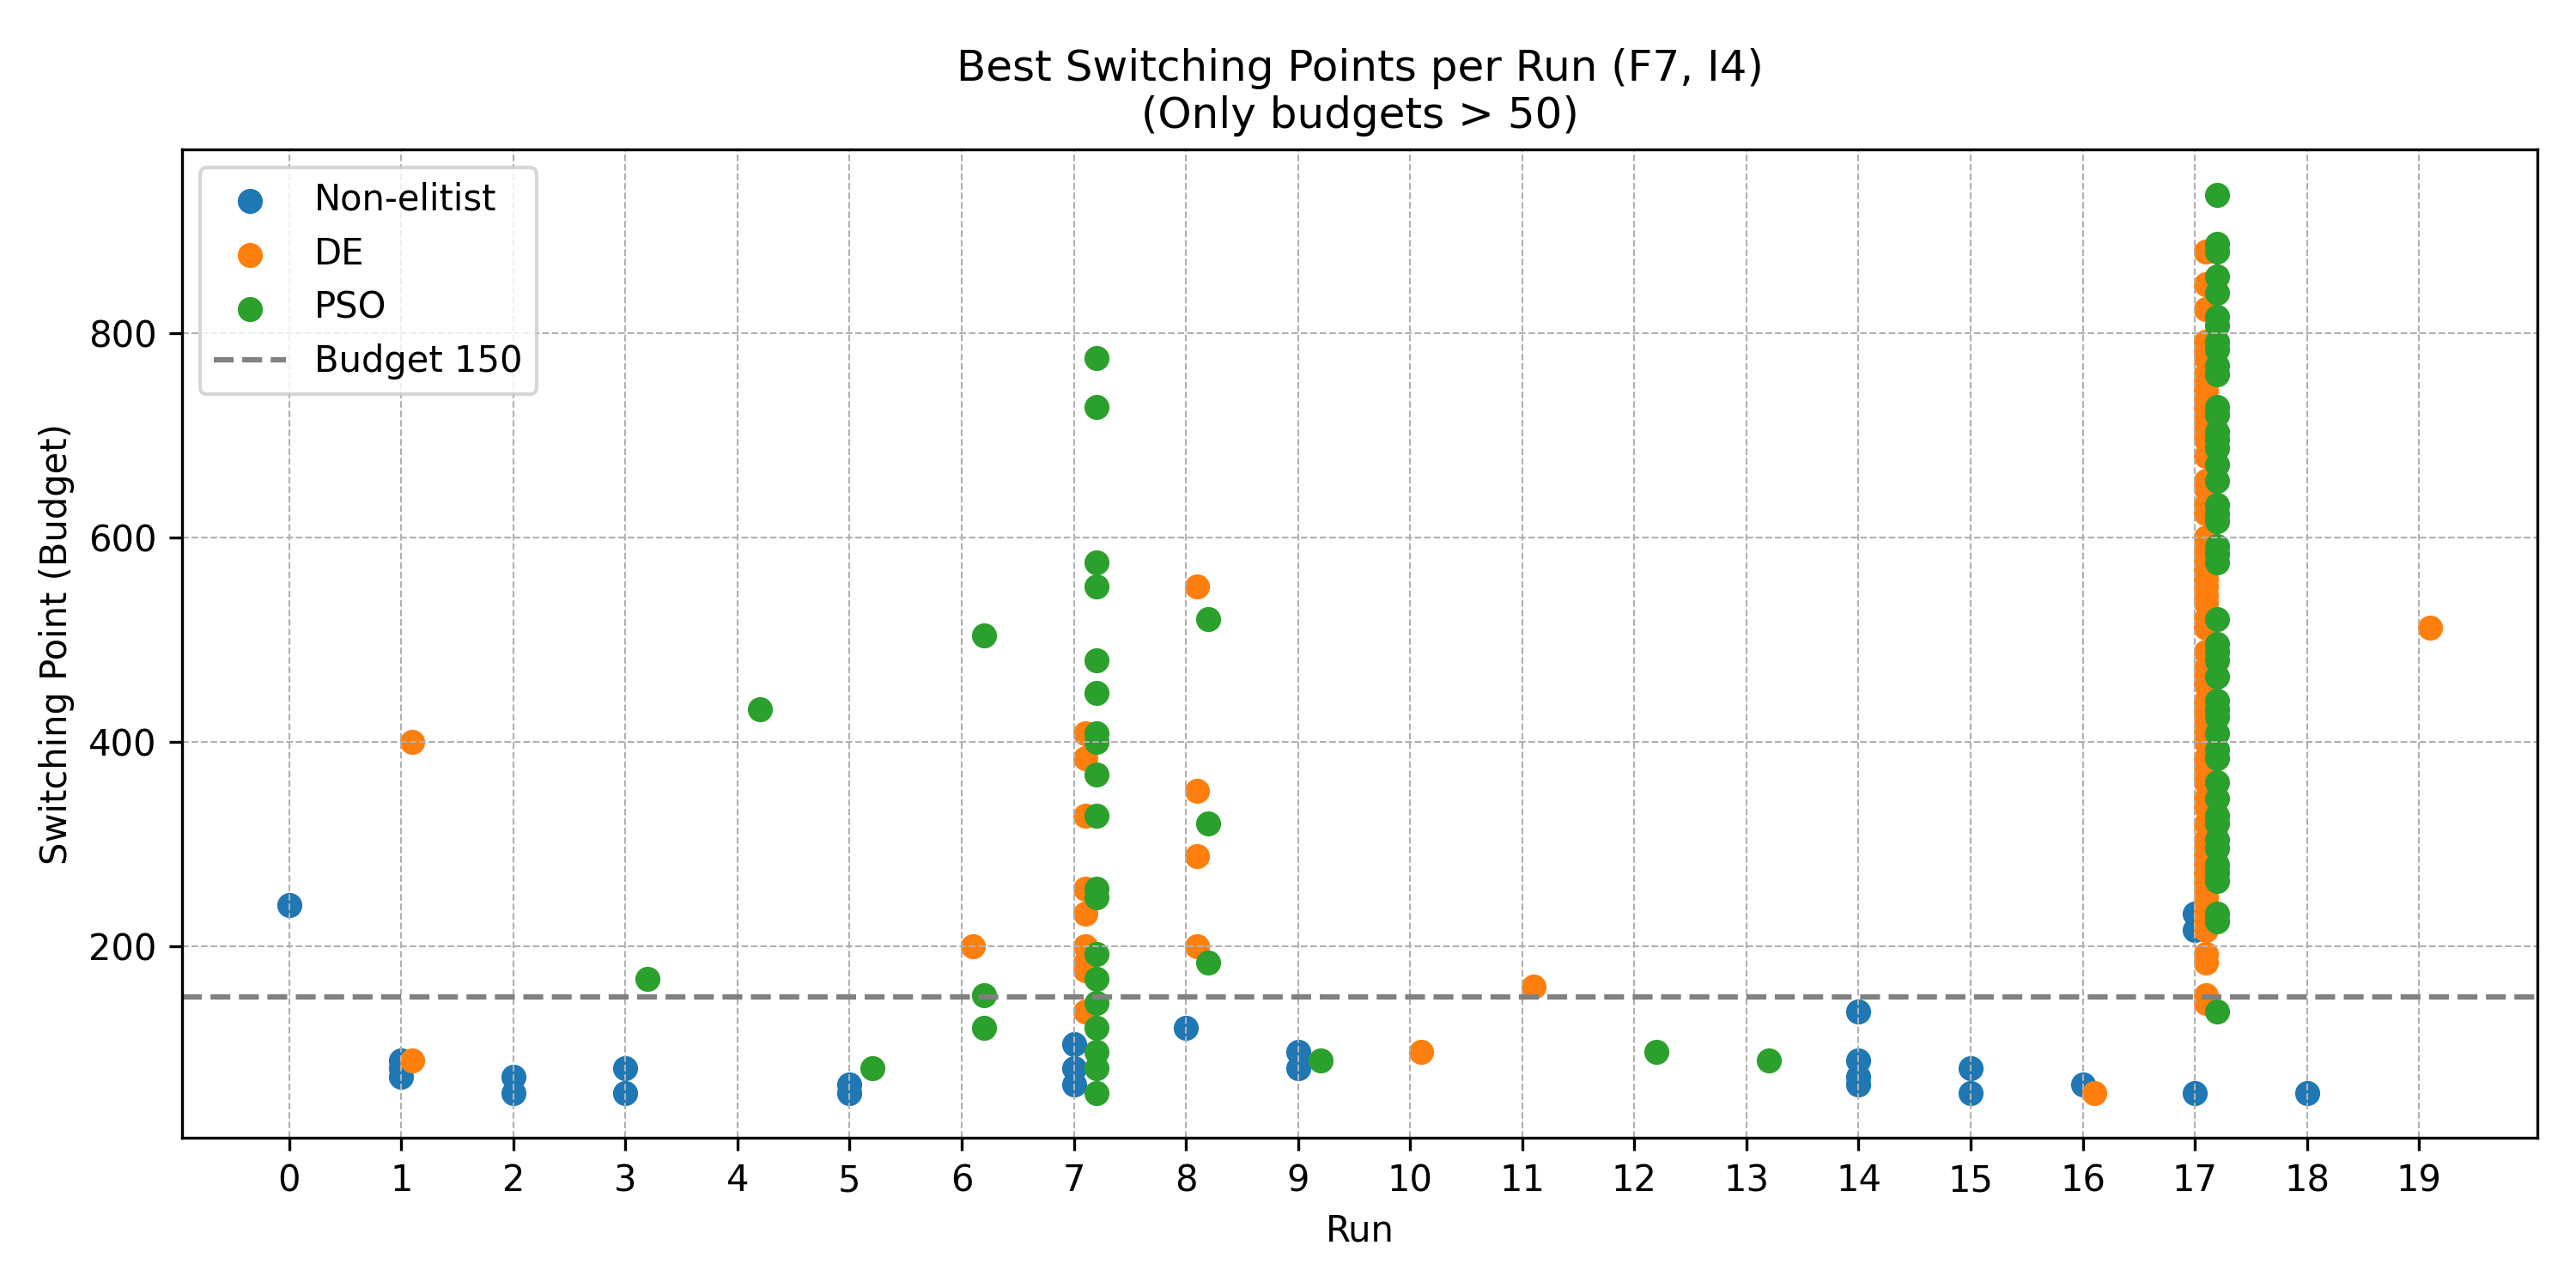 Best Switching Points per Run (F7, I4)
(Only budgets > 50)
Non-elitist
DE
PSO
Budget 150
Switching Point (Budget)
800
600
400
200
0 1 2 3 4 5 6 7 8 9 10 11 12 13 14 15 16 17 18 19
Run